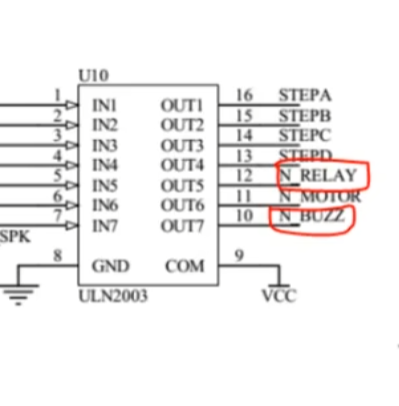 U10
1 IN1 OUT1 16 STEPA
2 IN2 OUT2 15 STEPB
3 IN3 OUT3 14 STEPC
4 IN4 OUT4 13 STEPD
5 IN5 OUT5 12 N_RELAY
6 IN6 OUT6 11 N_MOTOR
7 IN7 OUT7 10 N_BUZZ
SPK
8 GND COM 9
ULN2003 VCC